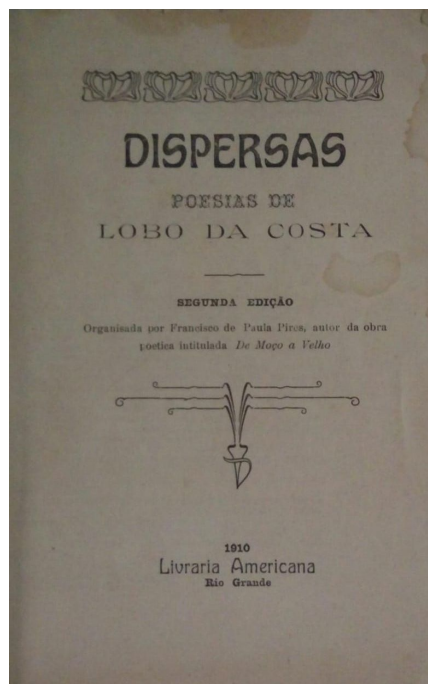 DISPERSAS
POESIAS DE
LOBO DA COSTA
SEGUNDA EDIÇÃO
Organisada por Francisco de Paula Pires, autor da obra
poetica intitulada De Moço a Velho
1910
Livraria Americana
Rio Grande